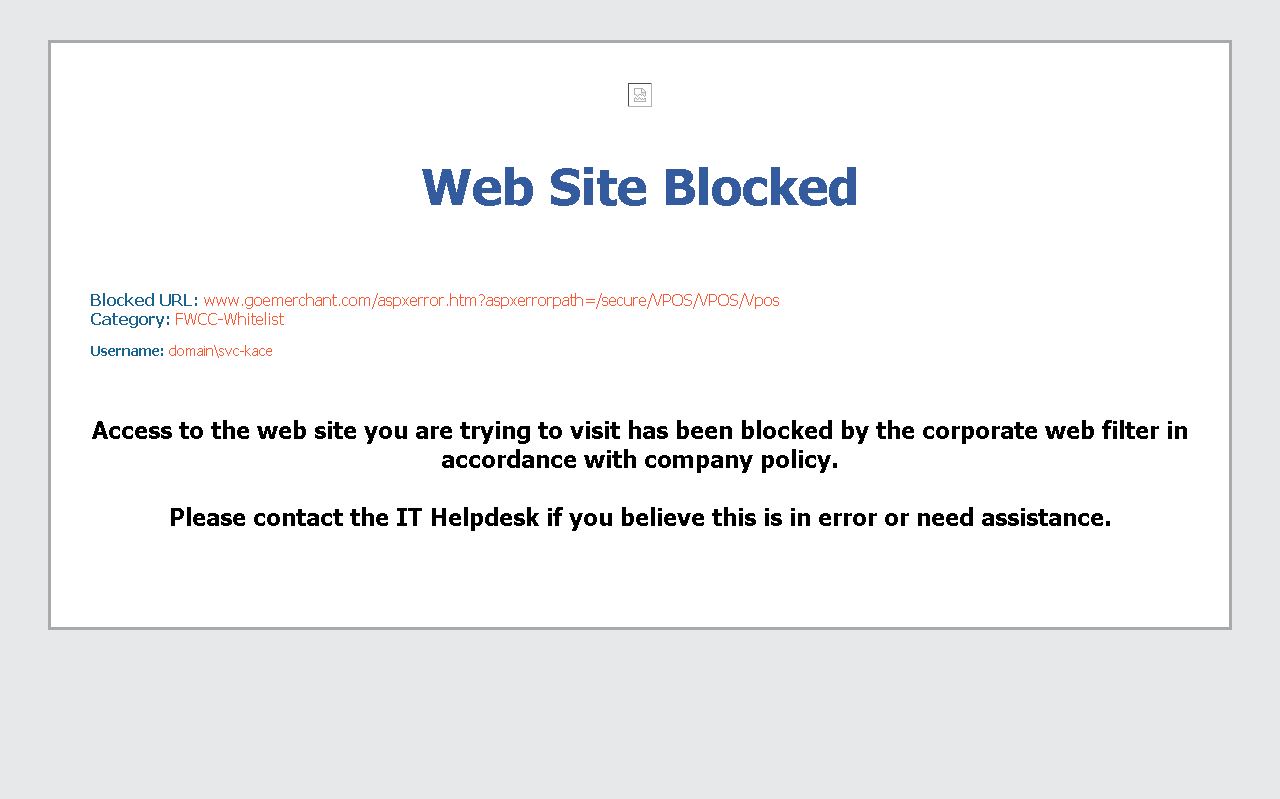 Web Site Blocked
Blocked URL: www.goemerchant.com/aspxerror.htm?aspxerrorpath=/secure/VPOS/VPOS/Vpos
Category: FWCC-Whitelist
Username: domain\svc-kace
Access to the web site you are trying to visit has been blocked by the corporate web filter in
accordance with company policy.
Please contact the IT Helpdesk if you believe this is in error or need assistance.